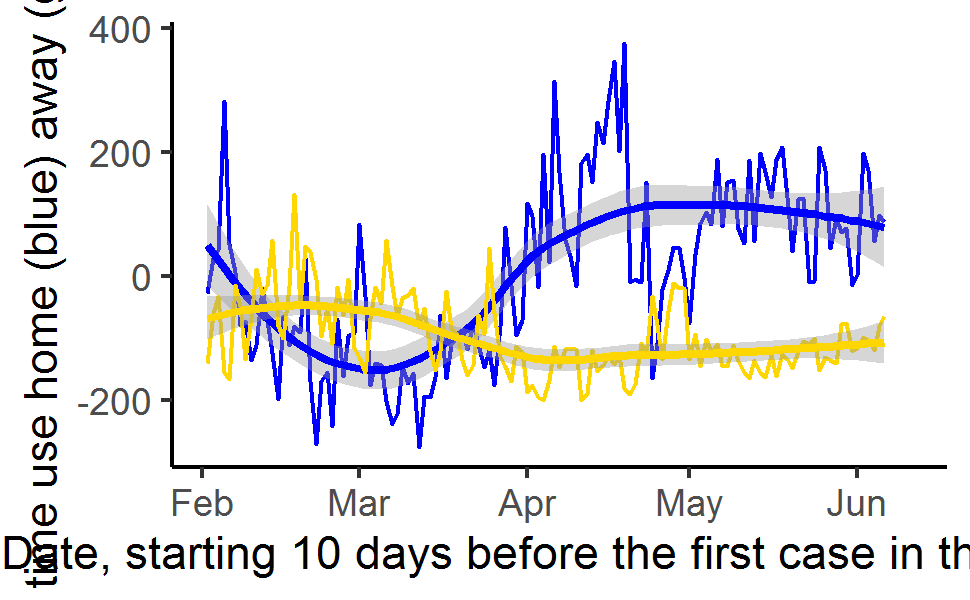 time use home (blue) away (
400
200
0
-200
Feb Mar Apr May Jun
Date, starting 10 days before the first case in th